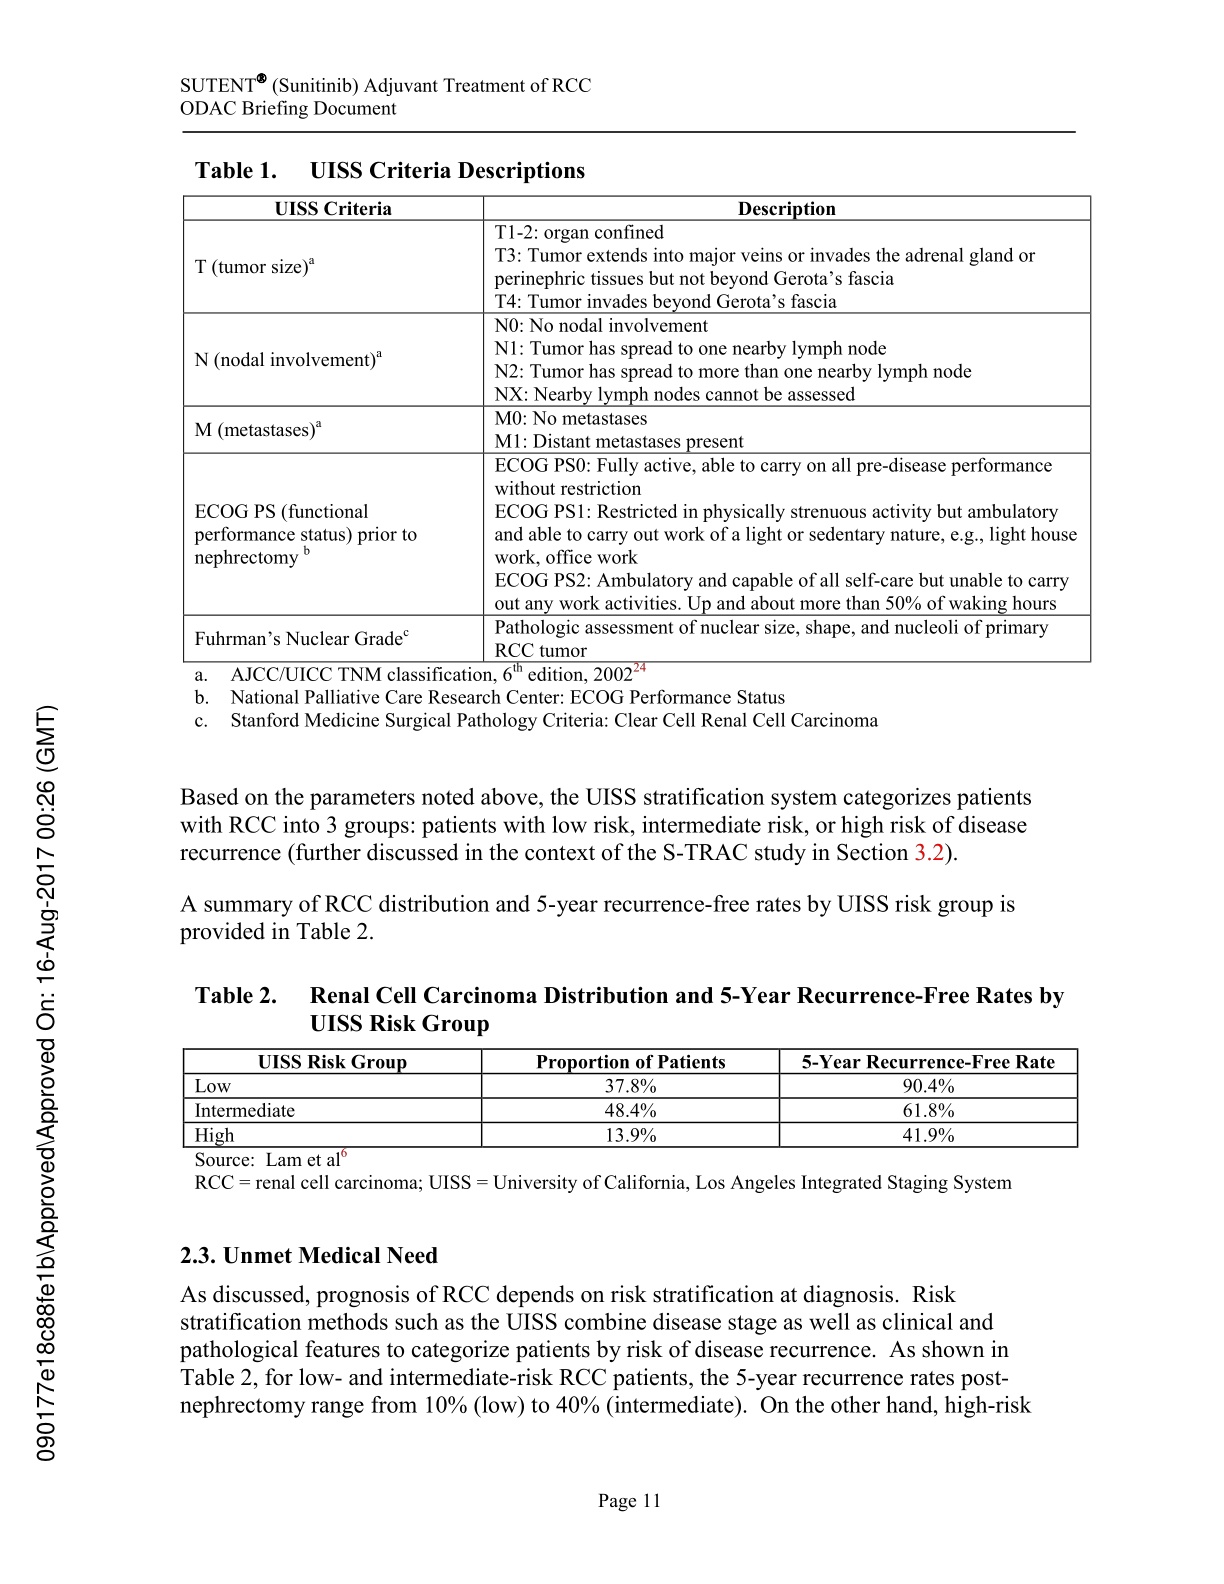 SUTENT® (Sunitinib) Adjuvant Treatment of RCC
ODAC Briefing Document
Table 1. UISS Criteria Descriptions
UISS Criteria Description
T (tumor size)a
T1-2: organ confined
T3: Tumor extends into major veins or invades the adrenal gland or
perinephric tissues but not beyond Gerota’s fascia
T4: Tumor invades beyond Gerota’s fascia
N (nodal involvement)a
N0: No nodal involvement
N1: Tumor has spread to one nearby lymph node
N2: Tumor has spread to more than one nearby lymph node
NX: Nearby lymph nodes cannot be assessed
M (metastases)a
M0: No metastases
M1: Distant metastases present
ECOG PS (functional
performance status) prior to
nephrectomy b
ECOG PS0: Fully active, able to carry on all pre-disease performance
without restriction
ECOG PS1: Restricted in physically strenuous activity but ambulatory
and able to carry out work of a light or sedentary nature, e.g., light house
work, office work
ECOG PS2: Ambulatory and capable of all self-care but unable to carry
out any work activities. Up and about more than 50% of waking hours
Fuhrman’s Nuclear Gradec
Pathologic assessment of nuclear size, shape, and nucleoli of primary
RCC tumor
a. AJCC/UICC TNM classification, 6th edition, 200224
b. National Palliative Care Research Center: ECOG Performance Status
c. Stanford Medicine Surgical Pathology Criteria: Clear Cell Renal Cell Carcinoma
Based on the parameters noted above, the UISS stratification system categorizes patients
with RCC into 3 groups: patients with low risk, intermediate risk, or high risk of disease
recurrence (further discussed in the context of the S-TRAC study in Section 3.2).
A summary of RCC distribution and 5-year recurrence-free rates by UISS risk group is
provided in Table 2.
Table 2. Renal Cell Carcinoma Distribution and 5-Year Recurrence-Free Rates by
UISS Risk Group
UISS Risk Group Proportion of Patients 5-Year Recurrence-Free Rate
Low 37.8% 90.4%
Intermediate 48.4% 61.8%
High 13.9% 41.9%
Source: Lam et al6
RCC = renal cell carcinoma; UISS = University of California, Los Angeles Integrated Staging System
2.3. Unmet Medical Need
As discussed, prognosis of RCC depends on risk stratification at diagnosis. Risk
stratification methods such as the UISS combine disease stage as well as clinical and
pathological features to categorize patients by risk of disease recurrence. As shown in
Table 2, for low- and intermediate-risk RCC patients, the 5-year recurrence rates post-
nephrectomy range from 10% (low) to 40% (intermediate). On the other hand, high-risk
Page 11
090177e18c88fe1b\Approved\Approved On: 16-Aug-2017 00:26 (GMT)